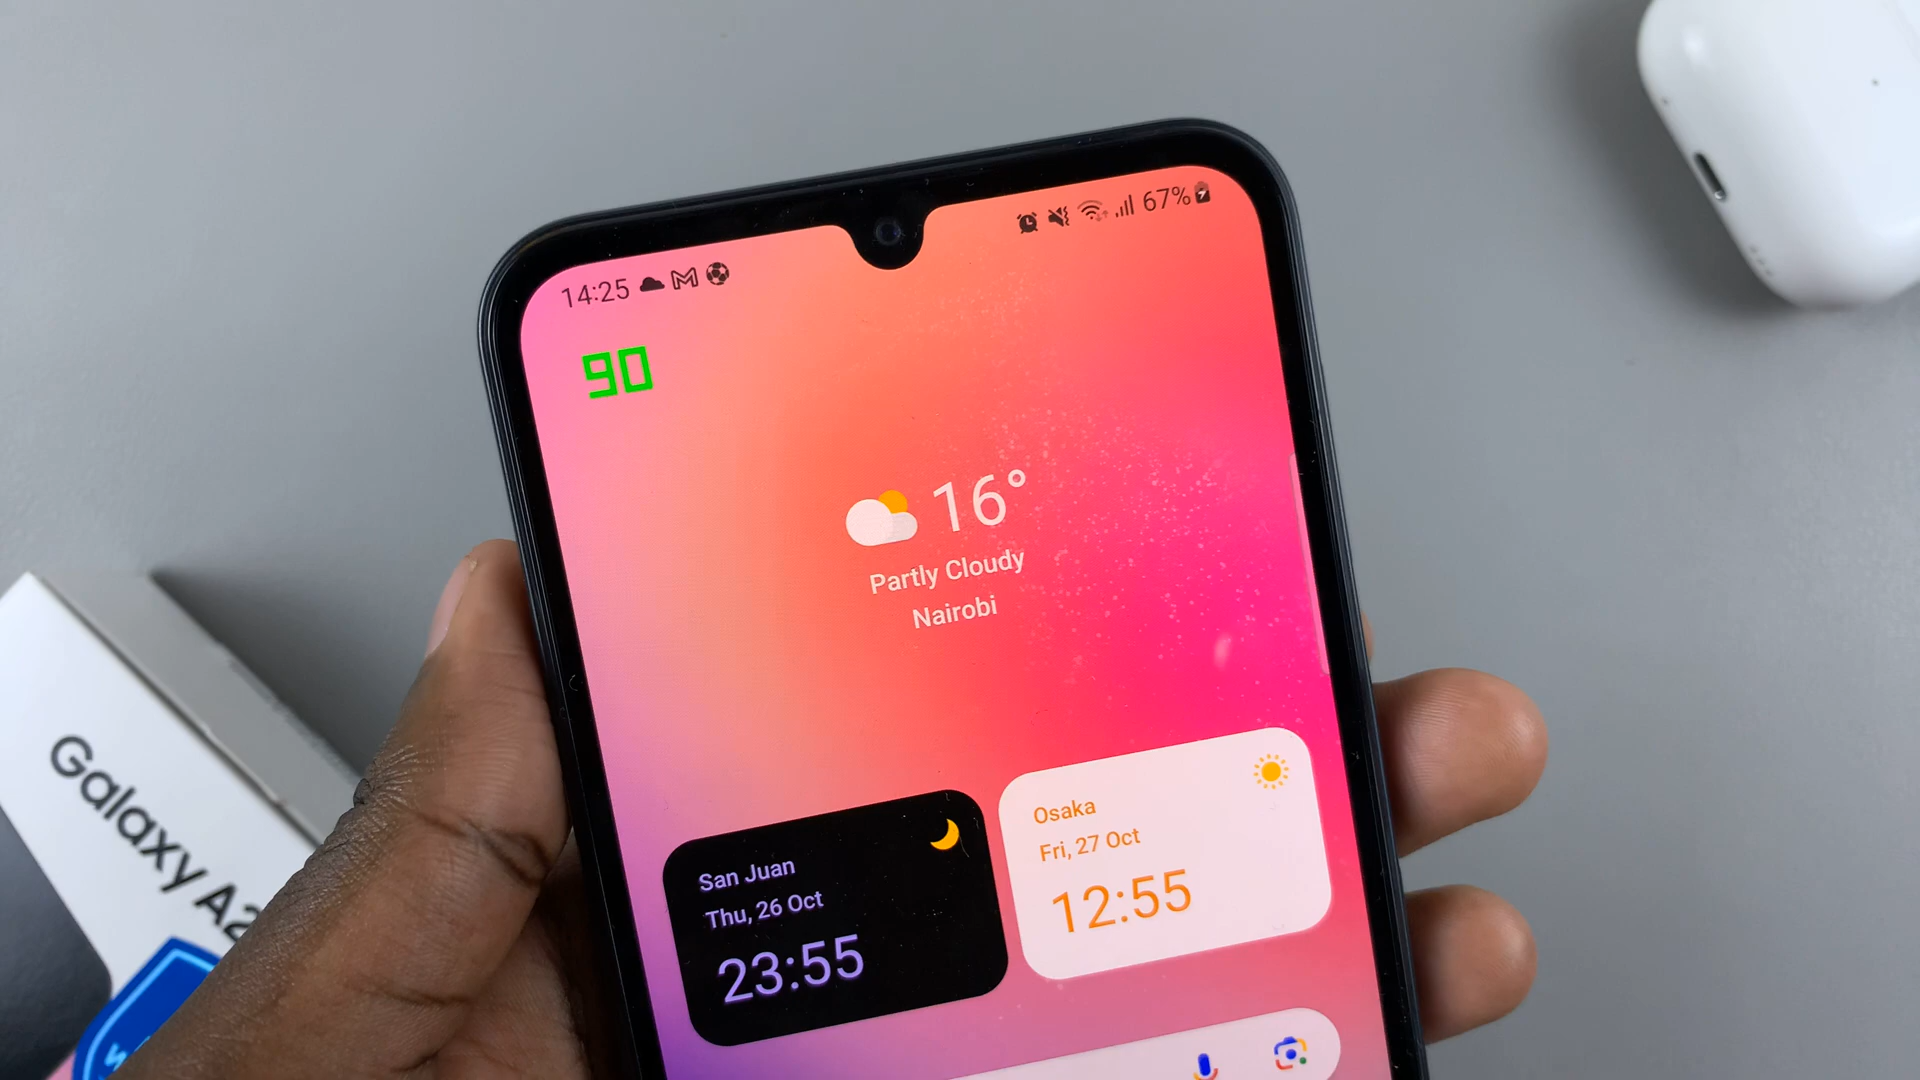 14:25
67%
90
16°
Partly Cloudy
Nairobi
San Juan
Thu, 26 Oct
23:55
Osaka
Fri, 27 Oct
12:55
Galaxy A2